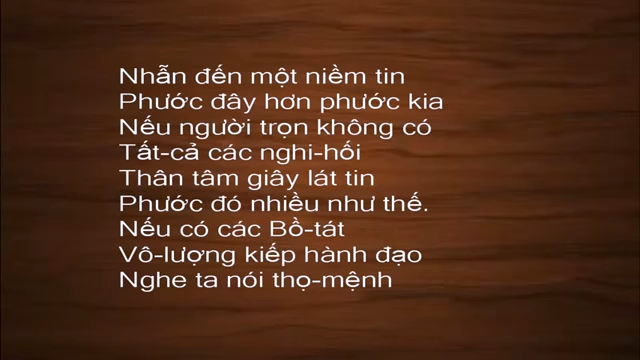 Nhẫn đến một niềm tin
Phước đây hơn phước kia
Nếu người trọn không có
Tất-cả các nghi-hối
Thân tâm giây lát tin
Phước đó nhiều như thế.
Nếu có các Bồ-tát
Vô-lượng kiếp hành đạo
Nghe ta nói thọ-mệnh